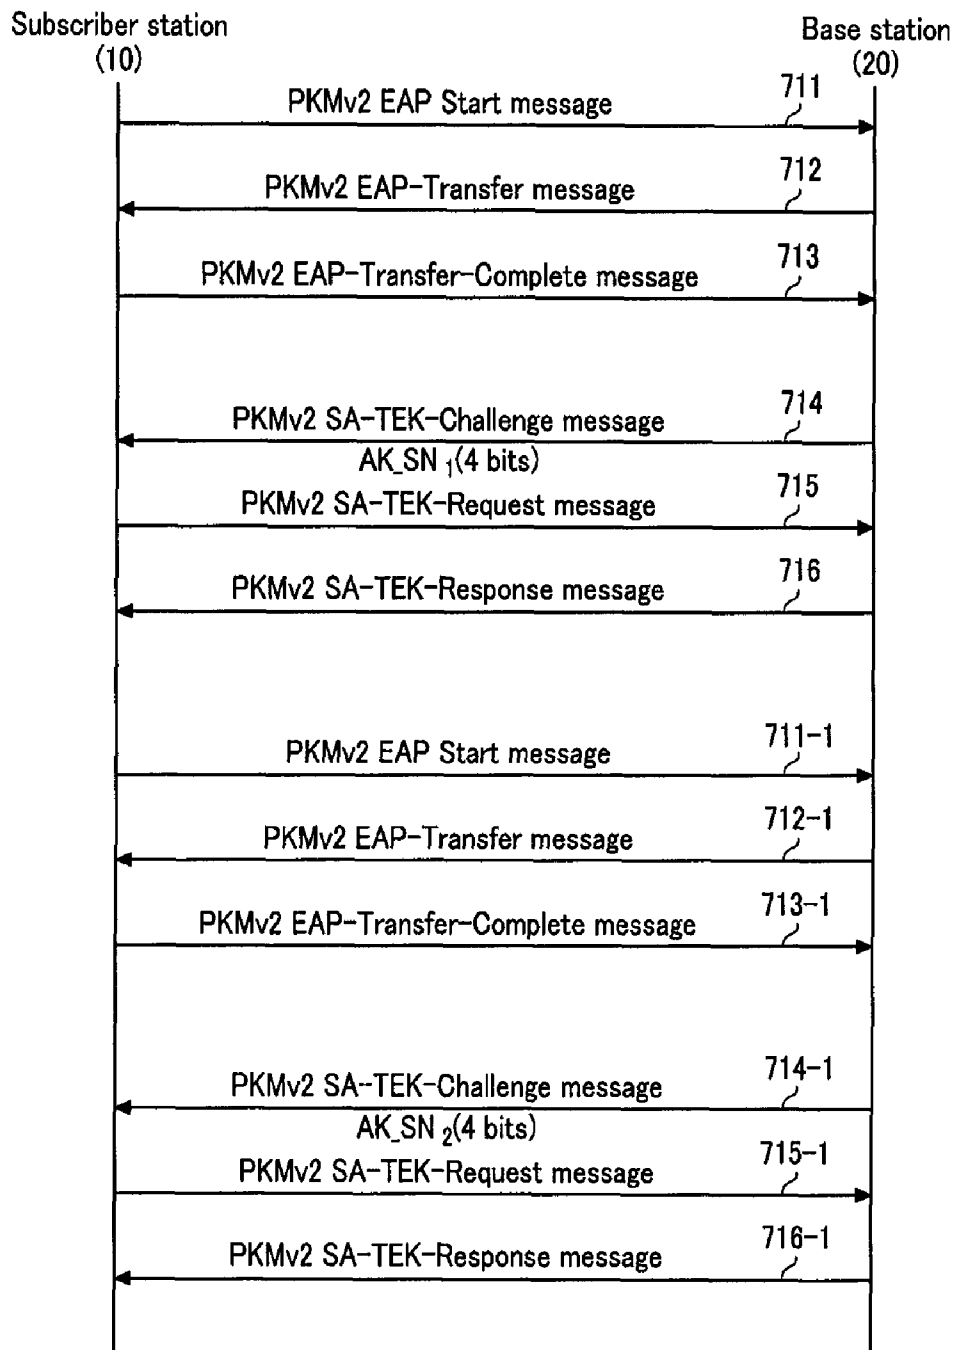 Subscriber station
(10)
Base station
(20)
PKMv2 EAP Start message
711
PKMv2 EAP-Transfer message
712
PKMv2 EAP-Transfer-Complete message
713
PKMv2 SA-TEK-Challenge message
714
AK_SN 1(4 bits)
PKMv2 SA-TEK-Request message
715
PKMv2 SA-TEK-Response message
716
PKMv2 EAP Start message
711-1
PKMv2 EAP-Transfer message
712-1
PKMv2 EAP-Transfer-Complete message
713-1
PKMv2 SA-TEK-Challenge message
714-1
AK_SN 2(4 bits)
PKMv2 SA-TEK-Request message
715-1
PKMv2 SA-TEK-Response message
716-1